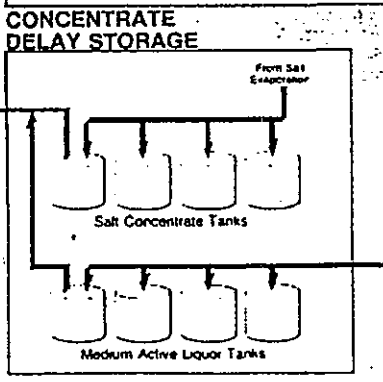 CONCENTRATE
DELAY STORAGE
From Salt
Evaporator
Salt Concentrate Tanks
Medium Active Liquor Tanks